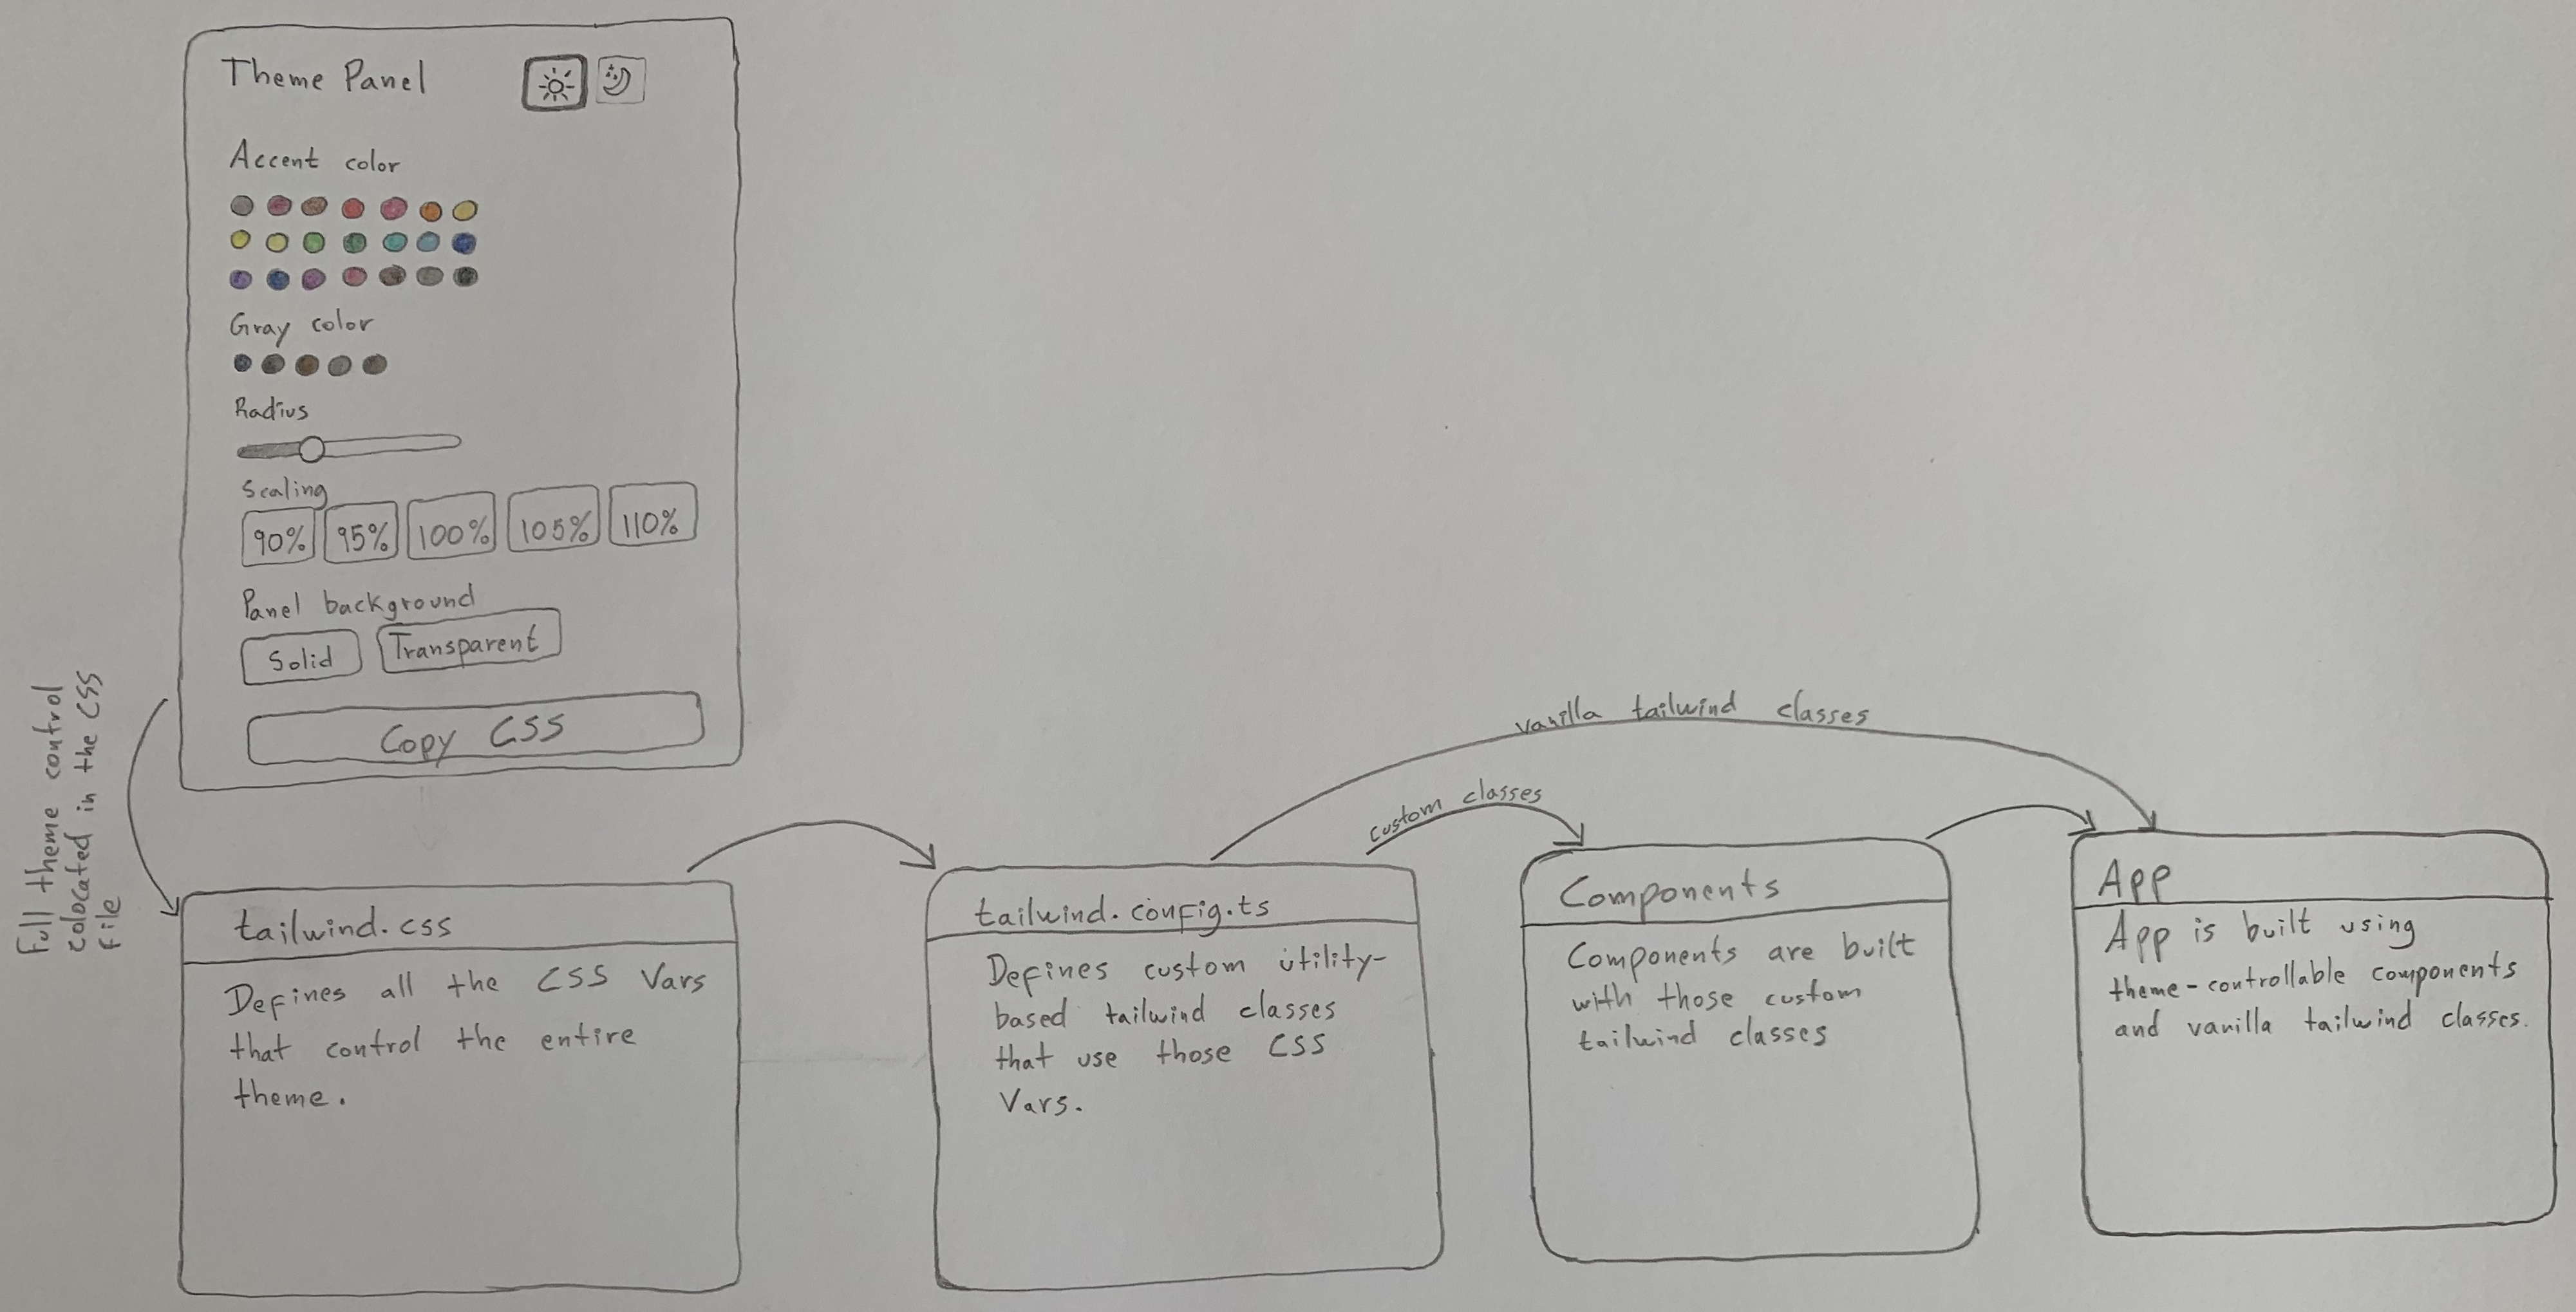 Theme Panel
Accent color
Gray color
Radius
Scaling
90% 95% 100% 105% 110%
Panel background
Solid Transparent
Copy CSS
Full theme control
colocated in the CSS
file
vanilla tailwind classes
custom classes
tailwind.css
Defines all the CSS Vars
that control the entire
theme.
tailwind.config.ts
Defines custom utility-
based tailwind classes
that use those CSS
Vars.
Components
Components are built
with those custom
tailwind classes
App
App is built using
theme-controllable components
and vanilla tailwind classes.